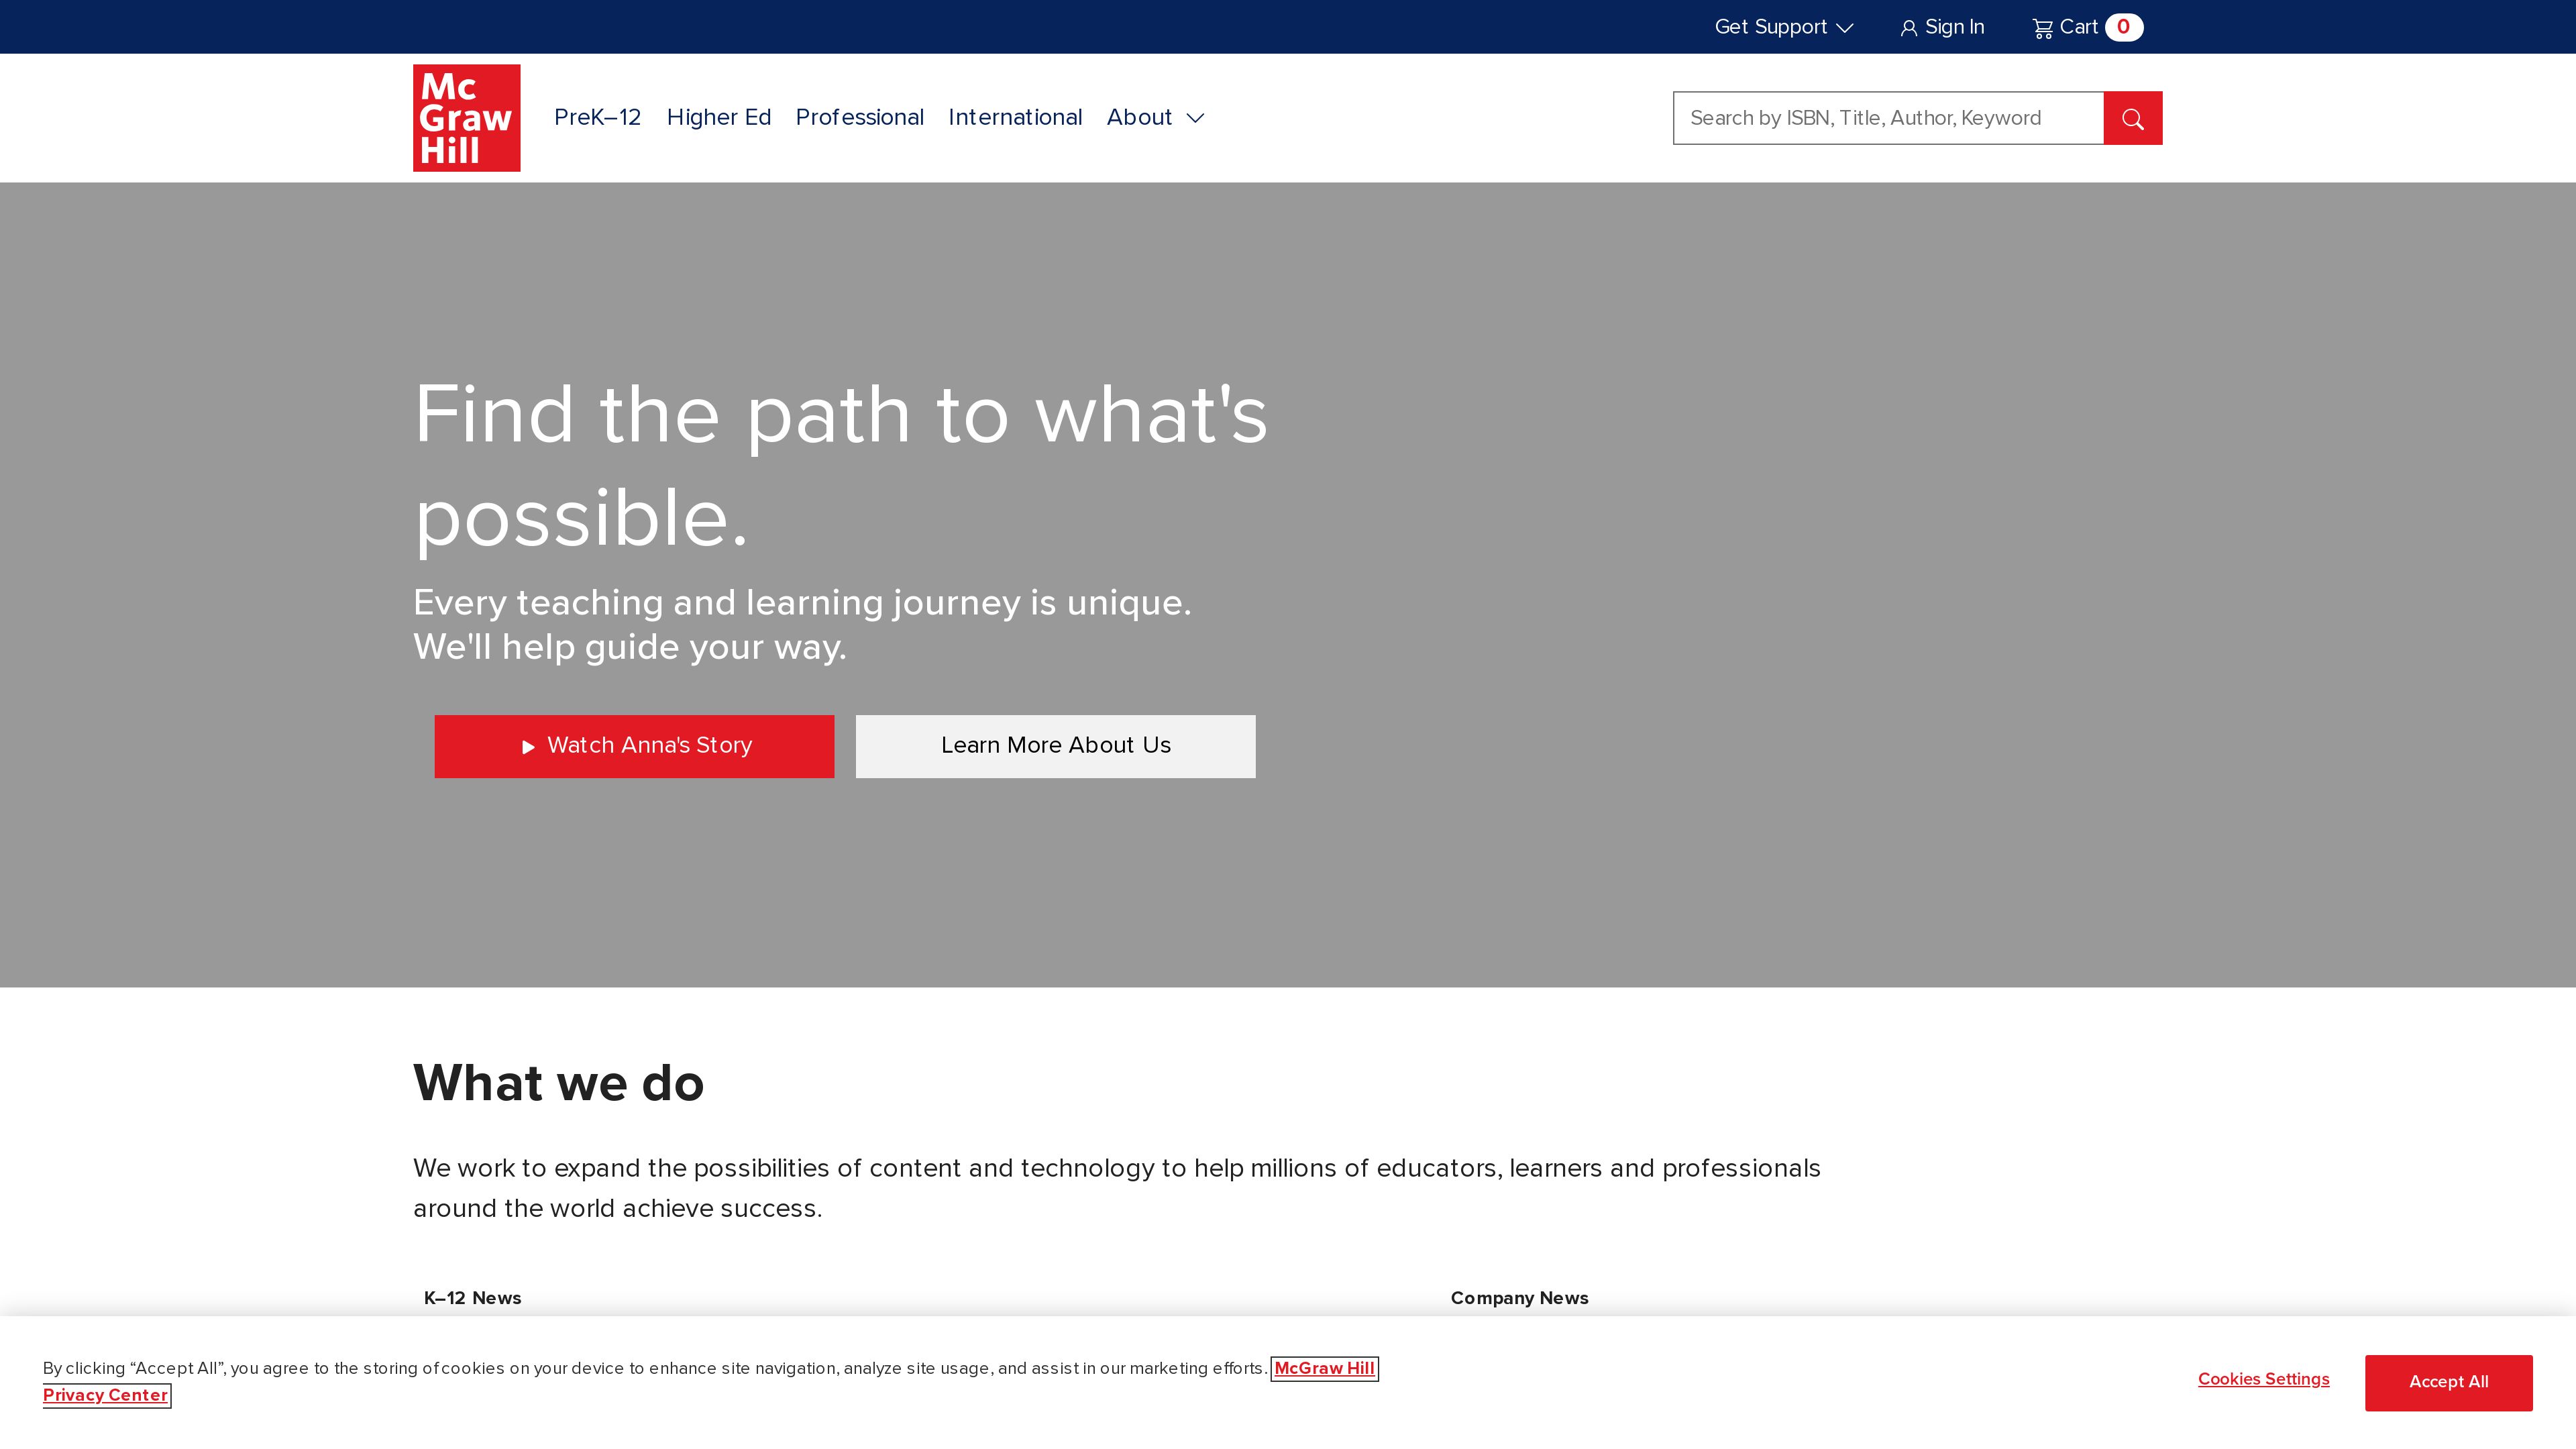 Get Support
Sign In
Cart 0
Mc
Graw
Hill
PreK–12 Higher Ed Professional International About
Search by ISBN, Title, Author, Keyword
Find the path to what's
possible.
Every teaching and learning journey is unique.
We'll help guide your way.
Watch Anna's Story
Learn More About Us
What we do
We work to expand the possibilities of content and technology to help millions of educators, learners and professionals
around the world achieve success.
K–12 News
Company News
By clicking “Accept All”, you agree to the storing of cookies on your device to enhance site navigation, analyze site usage, and assist in our marketing efforts. McGraw Hill
Privacy Center
Cookies Settings
Accept All